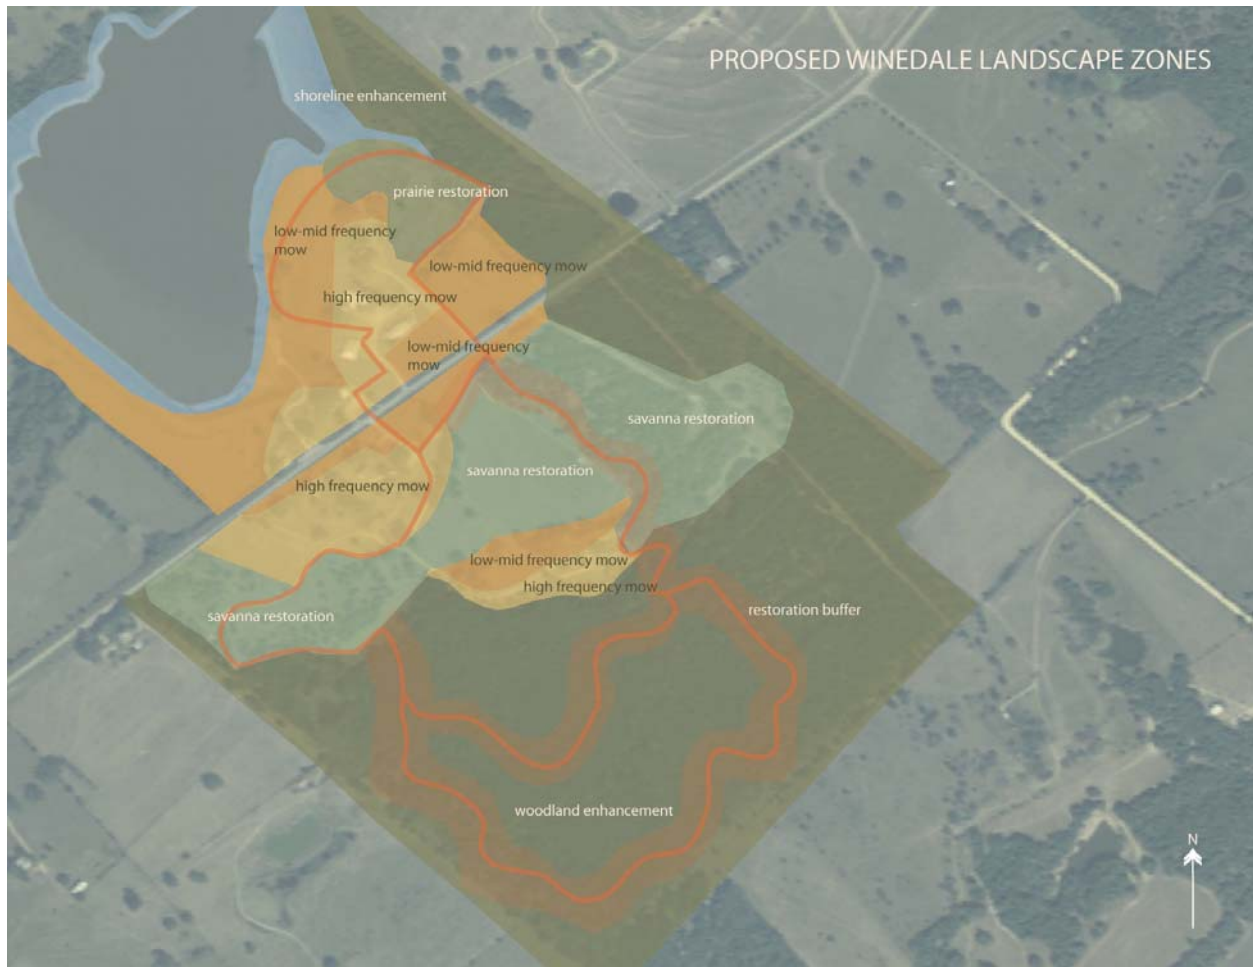 PROPOSED WINEDALE LANDSCAPE ZONES
shoreline enhancement
prairie restoration
low-mid frequency
mow
low-mid frequency mow
high frequency mow
low-mid frequency
mow
savanna restoration
savanna restoration
high frequency mow
low-mid frequency mow
high frequency mow
savanna restoration
restoration buffer
woodland enhancement
N